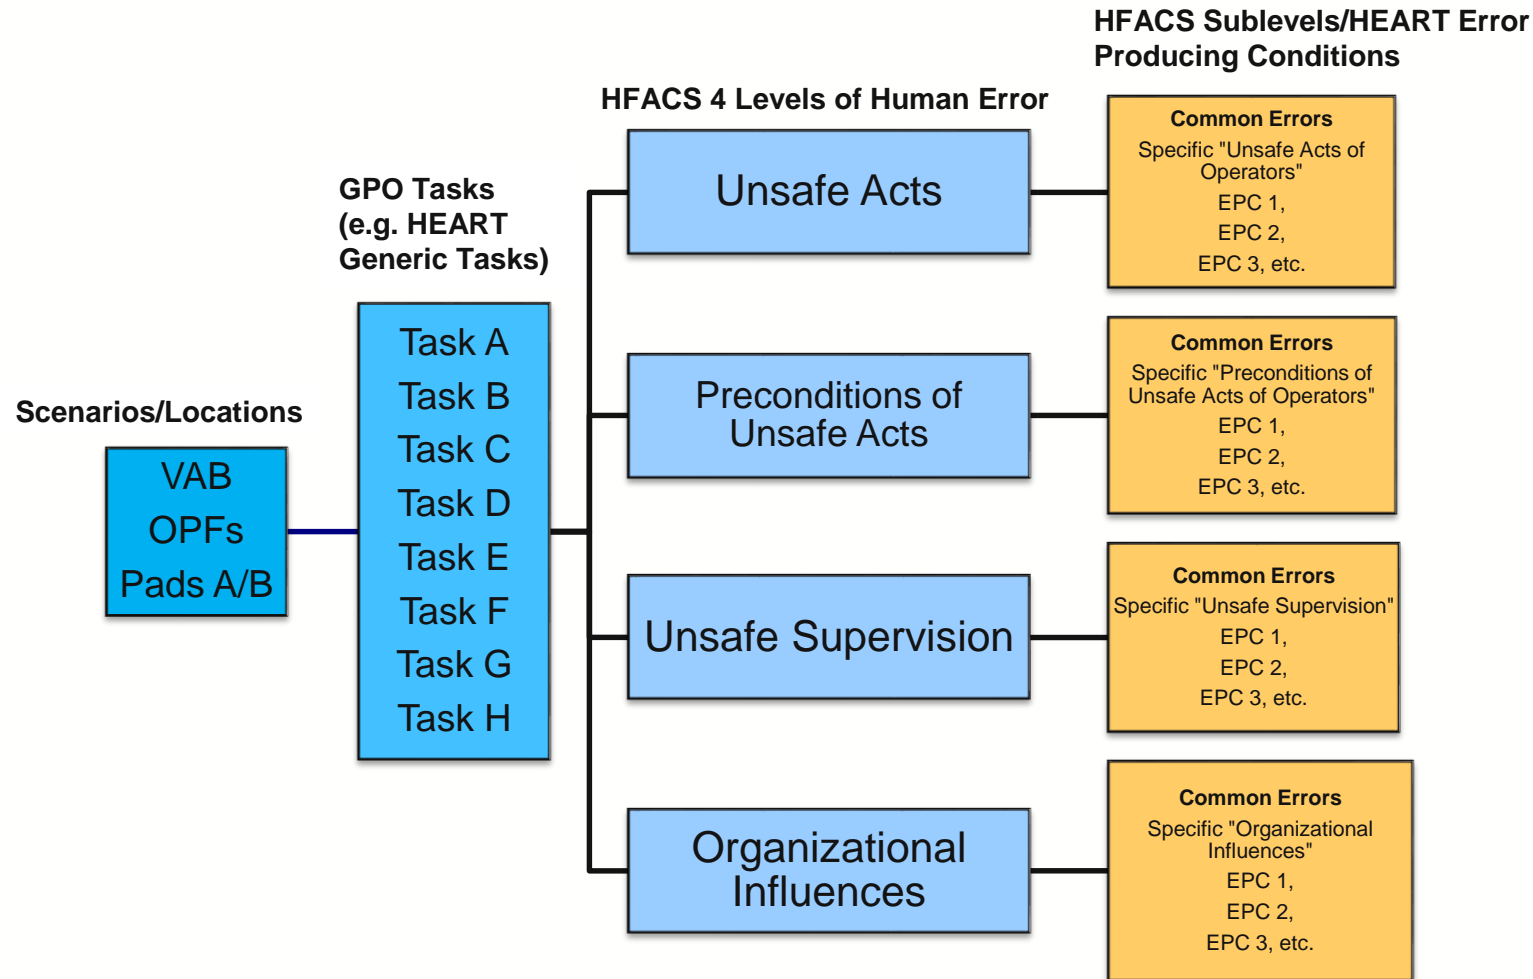 Scenarios/Locations
VAB
OPFs
Pads A/B
GPO Tasks
(e.g. HEART
Generic Tasks)
Task A
Task B
Task C
Task D
Task E
Task F
Task G
Task H
HFACS 4 Levels of Human Error
Unsafe Acts
Preconditions of
Unsafe Acts
Unsafe Supervision
Organizational
Influences
HFACS Sublevels/HEART Error
Producing Conditions
Common Errors
Specific "Unsafe Acts of
Operators"
EPC 1,
EPC 2,
EPC 3, etc.
Common Errors
Specific "Preconditions of
Unsafe Acts of Operators"
EPC 1,
EPC 2,
EPC 3, etc.
Common Errors
Specific "Unsafe Supervision"
EPC 1,
EPC 2,
EPC 3, etc.
Common Errors
Specific "Organizational
Influences"
EPC 1,
EPC 2,
EPC 3, etc.